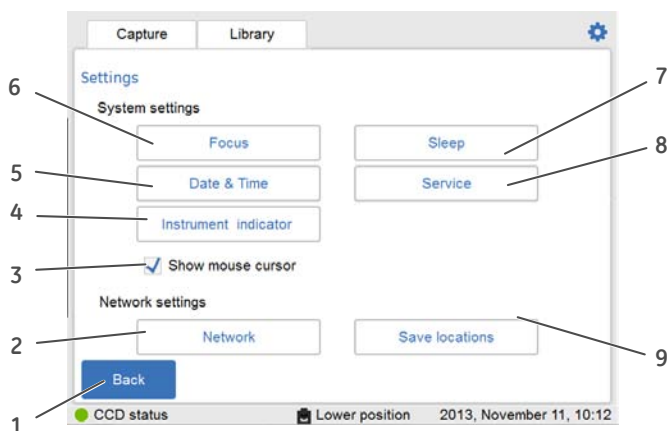 Capture Library
Settings
System settings
6 7
Focus Sleep
8
5 Date & Time Service
4 Instrument indicator
3 Show mouse cursor
Network settings
2 Network Save locations
9
Back
1 CCD status Lower position 2013, November 11, 10:12